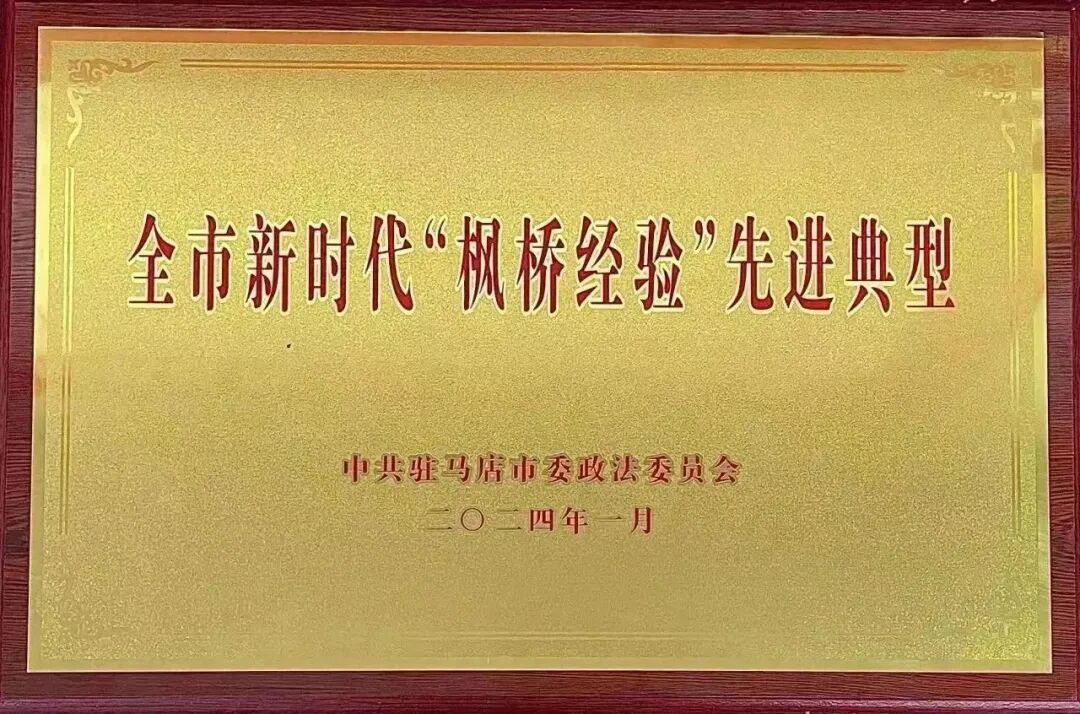 全市新时代“枫桥经验”先进典型
中共驻马店市委政法委员会
二〇二四年一月